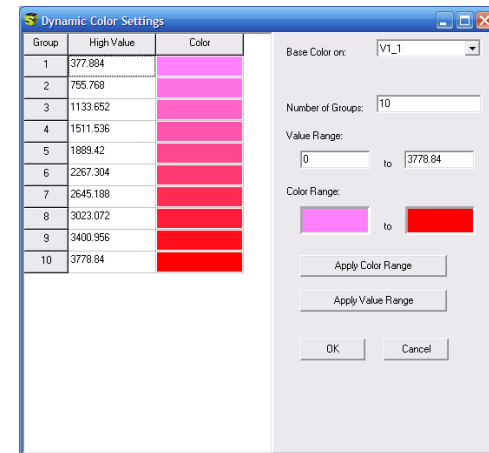 Dynamic Color Settings
Group High Value Color
1 377.884
2 755.768
3 1133.652
4 1511.536
5 1889.42
6 2267.304
7 2645.188
8 3023.072
9 3400.956
10 3778.84
Base Color on: V1_1
Number of Groups: 10
Value Range:
0 to 3778.84
Color Range:
to
Apply Color Range
Apply Value Range
OK Cancel